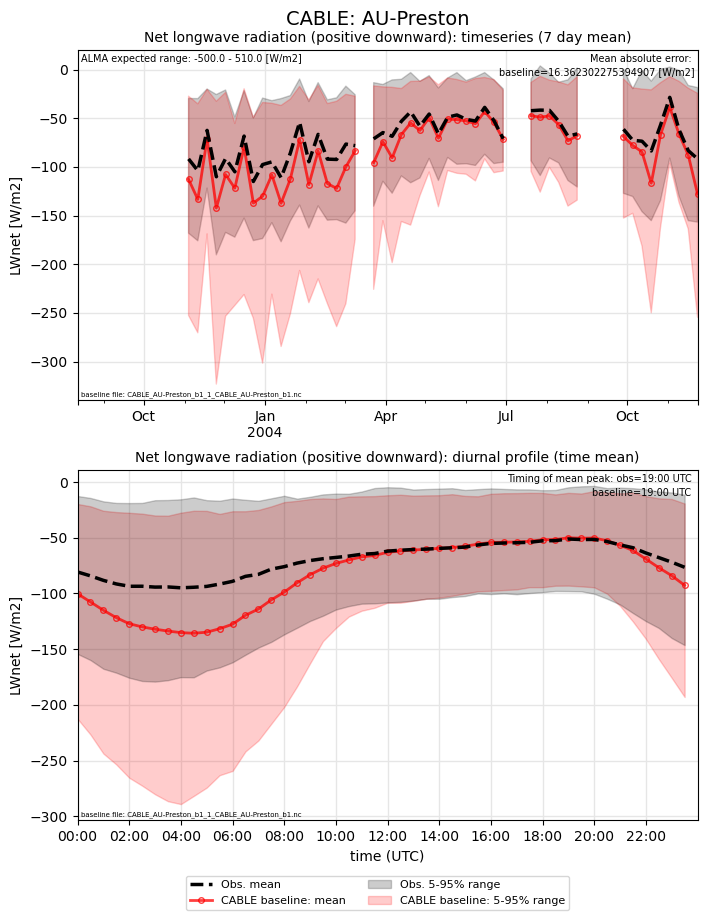 CABLE: AU-Preston
Net longwave radiation (positive downward): timeseries (7 day mean)
ALMA expected range: -500.0 - 510.0 [W/m2]
Mean absolute error:
baseline=16.362302275394907 [W/m2]
0
−50
−100
−150
−200
−250
−300
LWnet [W/m2]
baseline file: CABLE_AU-Preston_b1_1_CABLE_AU-Preston_b1.nc
Oct
Jan
2004
Apr
Jul
Oct
Net longwave radiation (positive downward): diurnal profile (time mean)
Timing of mean peak: obs=19:00 UTC
baseline=19:00 UTC
0
−50
−100
−150
−200
−250
−300
LWnet [W/m2]
baseline file: CABLE_AU-Preston_b1_1_CABLE_AU-Preston_b1.nc
00:00 02:00 04:00 06:00 08:00 10:00 12:00 14:00 16:00 18:00 20:00 22:00
time (UTC)
Obs. mean
CABLE baseline: mean
Obs. 5-95% range
CABLE baseline: 5-95% range